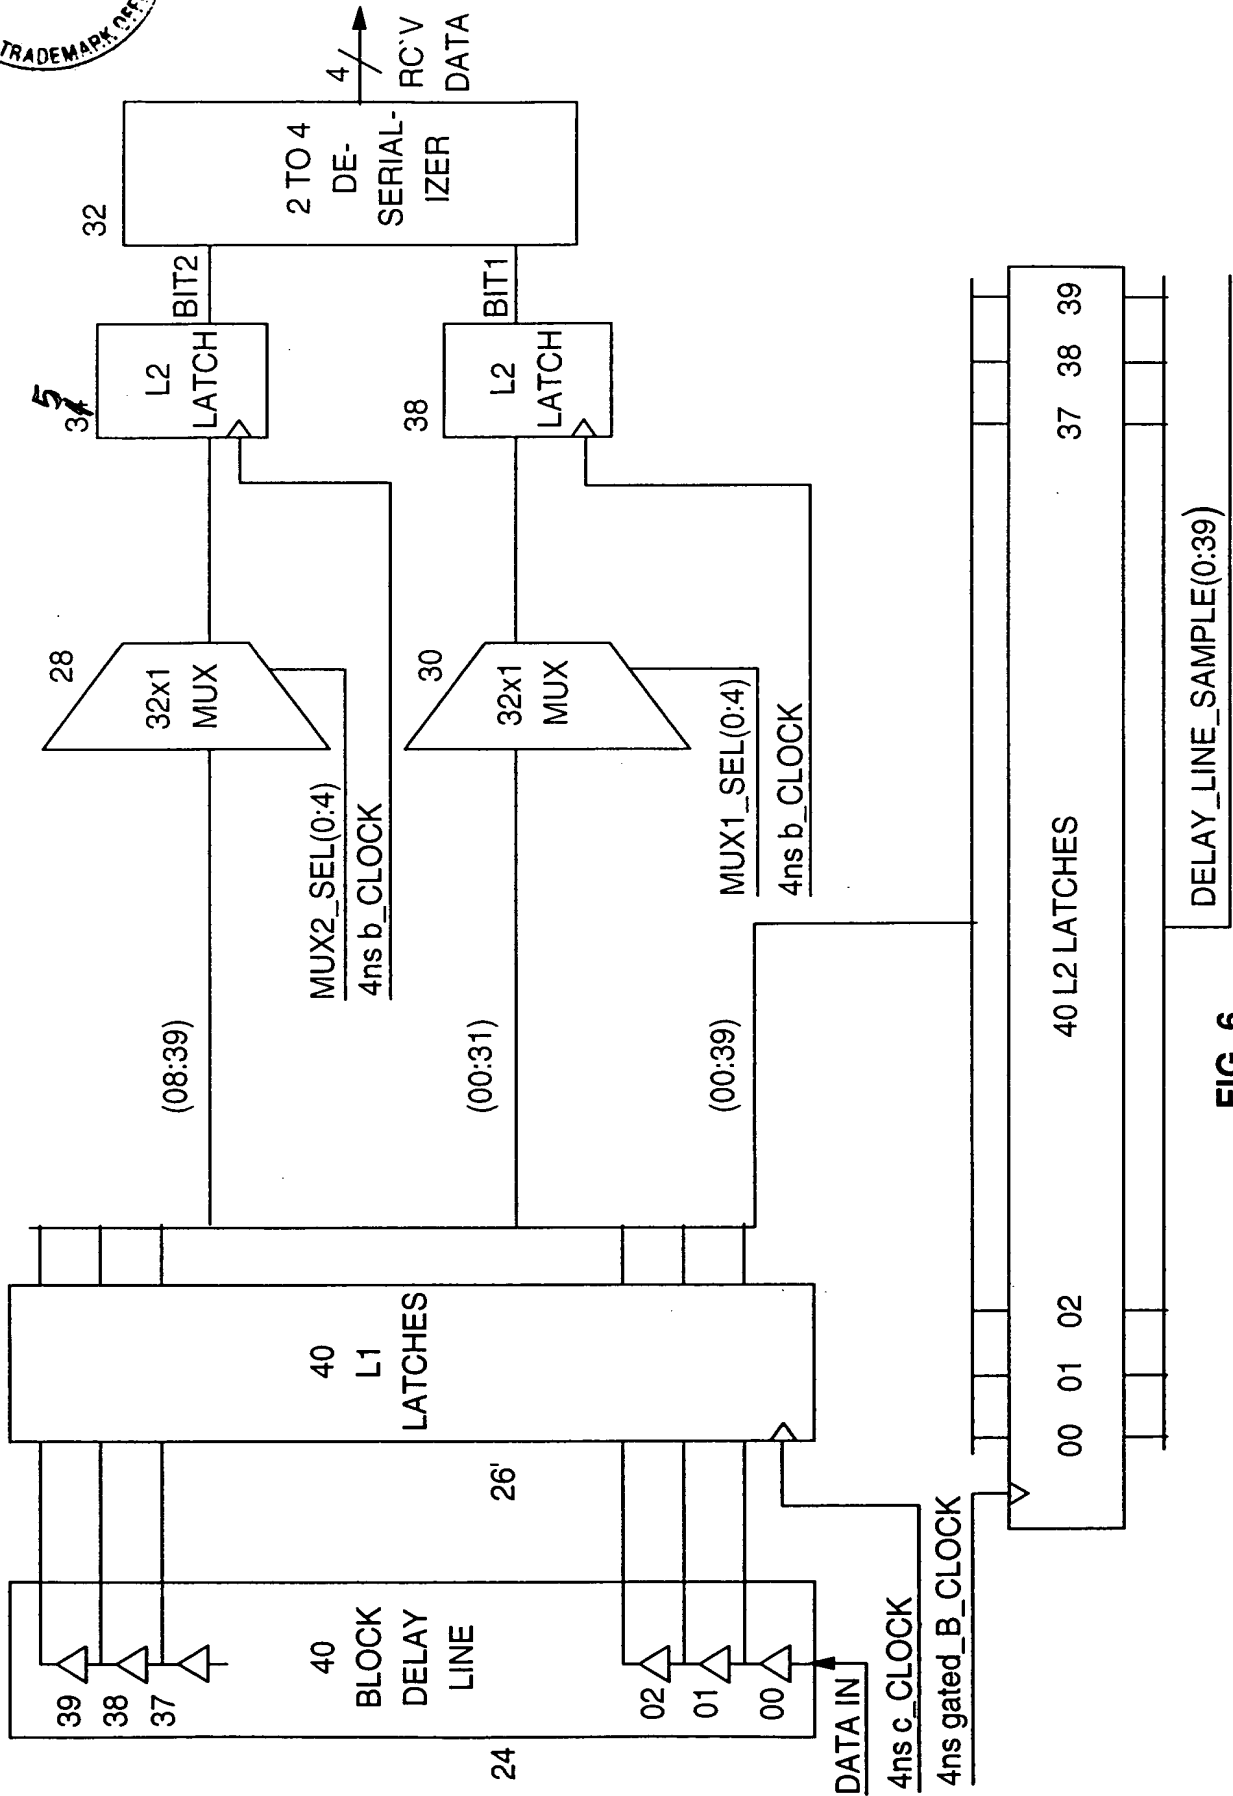 TRADEMARK OFF
24
40
BLOCK
DELAY
LINE
39
38
37
02
01
00
DATA IN
4ns c_CLOCK
4ns gated_B_CLOCK
26'
40
L1
LATCHES
(08:39)
(00:31)
(00:39)
28
32x1
MUX
MUX2_SEL(0:4)
4ns b_CLOCK
30
32x1
MUX
MUX1_SEL(0:4)
4ns b_CLOCK
L2
LATCH
BIT2
38
L2
LATCH
BIT1
32
2 TO 4
DE-
SERIAL-
IZER
4
RC`V
DATA
00 01 02
40 L2 LATCHES
37 38 39
DELAY_LINE_SAMPLE(0:39)
FIG. 6